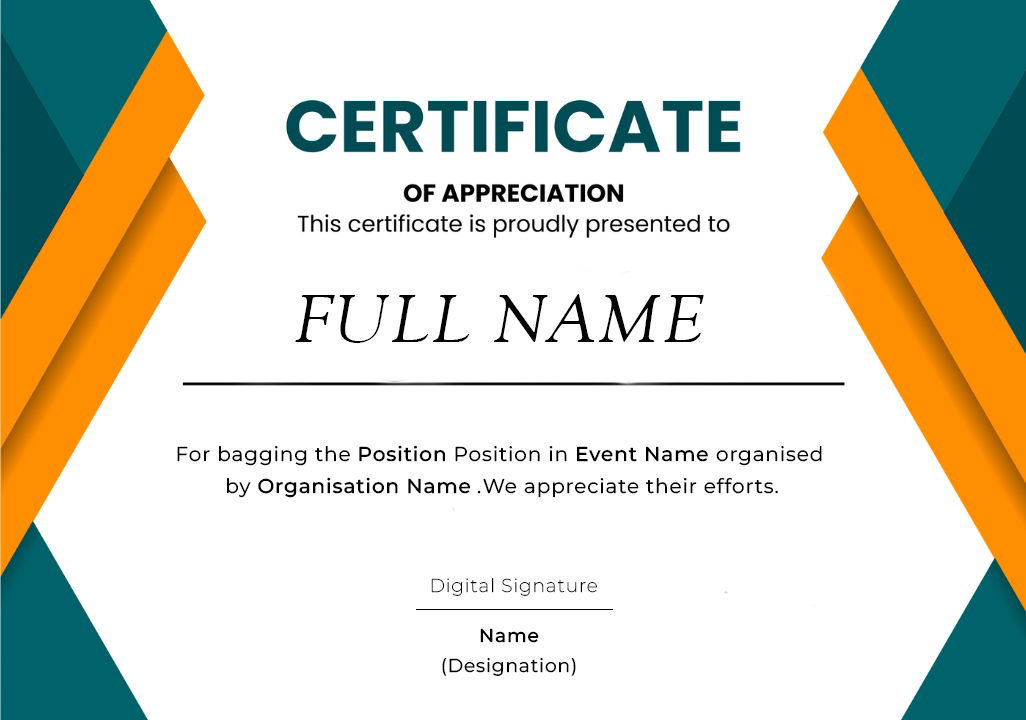 CERTIFICATE
OF APPRECIATION
This certificate is proudly presented to
FULL NAME
For bagging the Position Position in Event Name organised
by Organisation Name .We appreciate their efforts.
Digital Signature
Name
(Designation)